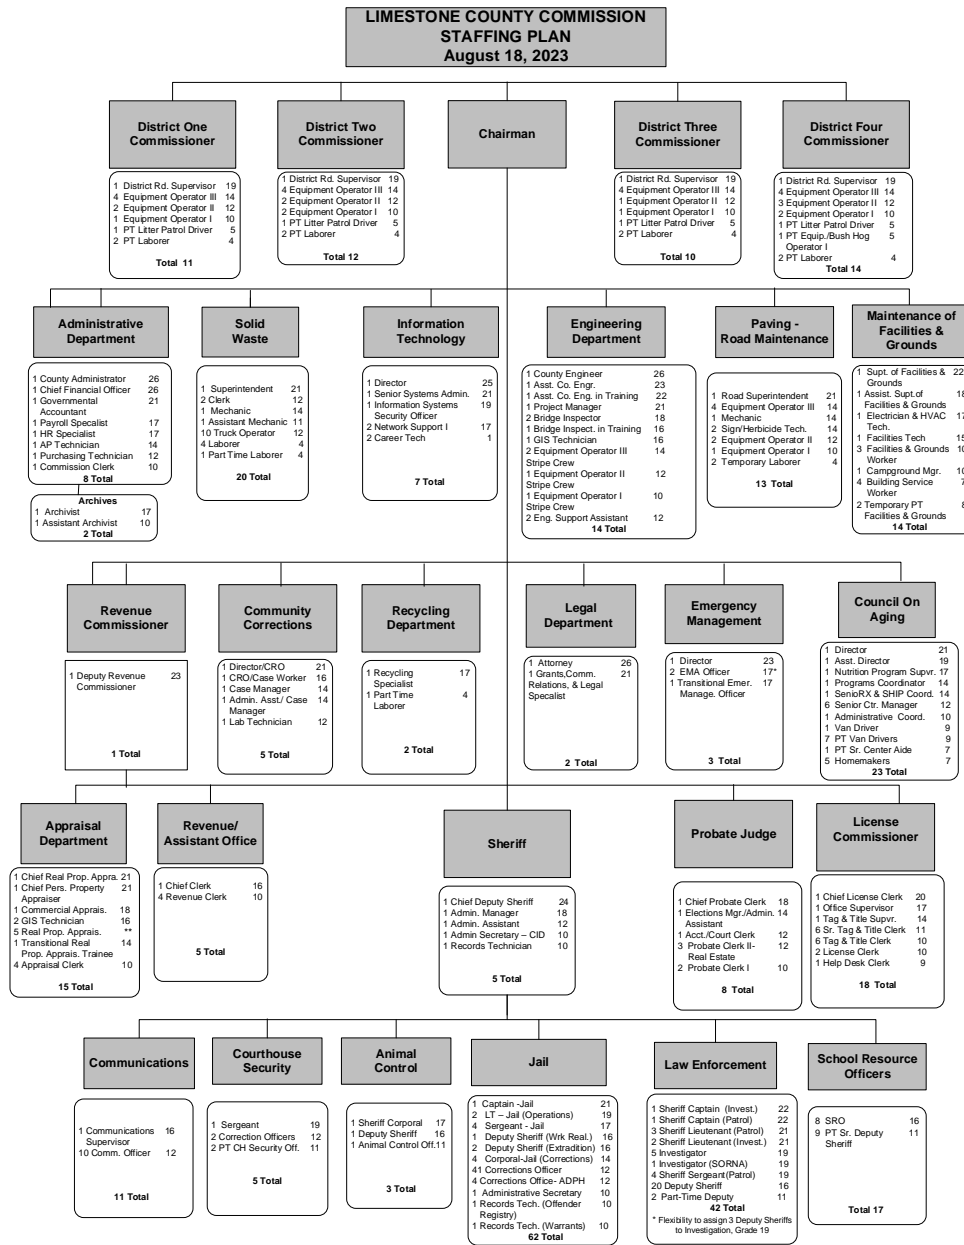 LIMESTONE COUNTY COMMISSION
STAFFING PLAN
August 18, 2023
District One
Commissioner
1 District Rd. Supervisor 19
4 Equipment Operator III 14
2 Equipment Operator II 12
1 Equipment Operator I 10
1 PT Litter Patrol Driver 5
2 PT Laborer 4
Total 11
District Two
Commissioner
1 District Rd. Supervisor 19
4 Equipment Operator III 14
2 Equipment Operator II 12
2 Equipment Operator I 10
1 PT Litter Patrol Driver 5
2 PT Laborer 4
Total 12
Chairman
District Three
Commissioner
1 District Rd. Supervisor 19
4 Equipment Operator III 14
1 Equipment Operator II 12
1 Equipment Operator I 10
1 PT Litter Patrol Driver 5
2 PT Laborer 4
Total 10
District Four
Commissioner
1 District Rd. Supervisor 19
4 Equipment Operator III 14
3 Equipment Operator II 12
2 Equipment Operator I 10
1 PT Litter Patrol Driver 5
1 PT Equip./Bush Hog 5
Operator I
2 PT Laborer 4
Total 14
Administrative
Department
1 County Administrator 26
1 Chief Financial Officer 26
1 Governmental 21
Accountant
1 Payroll Specalist 17
1 HR Specialist 17
1 AP Technician 14
1 Purchasing Technician 12
1 Commission Clerk 10
8 Total
Archives
1 Archivist 17
1 Assistant Archivist 10
2 Total
Solid
Waste
1 Superintendent 21
2 Clerk 12
1 Mechanic 14
1 Assistant Mechanic 11
10 Truck Operator 12
4 Laborer 4
1 Part Time Laborer 4
20 Total
Information
Technology
1 Director 25
1 Senior Systems Admin. 21
1 Information Systems 19
Security Officer
2 Network Support I 17
2 Career Tech 1
7 Total
Engineering
Department
1 County Engineer 26
1 Asst. Co. Engr. 23
1 Asst. Co. Eng. in Training 22
1 Project Manager 21
2 Bridge Inspector 18
1 Bridge Inspect. in Training 16
1 GIS Technician 16
2 Equipment Operator III 14
Stripe Crew
1 Equipment Operator II 12
Stripe Crew
1 Equipment Operator I 10
Stripe Crew
2 Eng. Support Assistant 12
14 Total
Paving -
Road Maintenance
1 Road Superintendent 21
4 Equipment Operator III 14
1 Mechanic 14
2 Sign/Herbicide Tech. 14
2 Equipment Operator II 12
1 Equipment Operator I 10
2 Temporary Laborer 4
13 Total
Maintenance of
Facilities &
Grounds
1 Supt. of Facilities & 22
Grounds
1 Assist. Supt.of 18
Facilities & Grounds
1 Electrician & HVAC 17
Tech.
1 Facilities Tech 15
3 Facilities & Grounds 10
Worker
1 Campground Mgr. 10
4 Building Service 7
Worker
2 Temporary PT 8
Facilities & Grounds
14 Total
Revenue
Commissioner
1 Deputy Revenue 23
Commissioner
1 Total
Community
Corrections
1 Director/CRO 21
1 CRO/Case Worker 16
1 Case Manager 14
1 Admin. Asst./ Case 14
Manager
1 Lab Technician 12
5 Total
Recycling
Department
1 Recycling 17
Specialist
1 Part Time 4
Laborer
2 Total
Legal
Department
1 Attorney 26
1 Grants,Comm. 21
Relations, & Legal
Specalist
2 Total
Emergency
Management
1 Director 23
2 EMA Officer 17*
1 Transitional Emer. 17
Manage. Officer
3 Total
Council On
Aging
1 Director 21
1 Asst. Director 19
1 Nutrition Program Supvr. 17
1 Programs Coordinator 14
1 SenioRX & SHIP Coord. 14
6 Senior Ctr. Manager 12
1 Administrative Coord. 10
1 Van Driver 9
7 PT Van Drivers 9
1 PT Sr. Center Aide 7
5 Homemakers 7
23 Total
Appraisal
Department
1 Chief Real Prop. Appra. 21
1 Chief Pers. Property 21
Appraiser
1 Commercial Apprais. 18
2 GIS Technician 16
5 Real Prop. Apprais. **
1 Transitional Real 14
Prop. Apprais. Trainee
4 Appraisal Clerk 10
15 Total
Revenue/
Assistant Office
1 Chief Clerk 16
4 Revenue Clerk 10
5 Total
Sheriff
1 Chief Deputy Sheriff 24
1 Admin. Manager 18
1 Admin. Assistant 12
1 Admin Secretary – CID 10
1 Records Technician 10
5 Total
Probate Judge
1 Chief Probate Clerk 18
1 Elections Mgr./Admin. 14
Assistant
1 Acct./Court Clerk 12
3 Probate Clerk II- 12
Real Estate
2 Probate Clerk I 10
8 Total
License
Commissioner
1 Chief License Clerk 20
1 Office Supervisor 17
1 Tag & Title Supvr. 14
6 Sr. Tag & Title Clerk 11
6 Tag & Title Clerk 10
2 License Clerk 10
1 Help Desk Clerk 9
18 Total
Communications
1 Communications 16
Supervisor
10 Comm. Officer 12
11 Total
Courthouse
Security
1 Sergeant 19
2 Correction Officers 12
2 PT CH Security Off. 11
5 Total
Animal
Control
1 Sheriff Corporal 17
1 Deputy Sheriff 16
1 Animal Control Off. 11
3 Total
Jail
1 Captain -Jail 21
2 LT – Jail (Operations) 19
4 Sergeant - Jail 17
1 Deputy Sheriff (Wrk Real.) 16
2 Deputy Sheriff (Extradition) 16
4 Corporal-Jail (Corrections) 14
41 Corrections Officer 12
4 Corrections Office- ADPH 12
1 Administrative Secretary 10
1 Records Tech. (Offender 10
Registry)
1 Records Tech. (Warrants) 10
62 Total
Law Enforcement
1 Sheriff Captain (Invest.) 22
1 Sheriff Captain (Patrol) 22
3 Sheriff Lieutenant (Patrol) 21
2 Sheriff Lieutenant (Invest.) 21
5 Investigator 19
1 Investigator (SORNA) 19
4 Sheriff Sergeant(Patrol) 19
20 Deputy Sheriff 16
2 Part-Time Deputy 11
42 Total
* Flexibility to assign 3 Deputy Sheriffs
to Investigation, Grade 19
School Resource
Officers
8 SRO 16
9 PT Sr. Deputy 11
Sheriff
Total 17